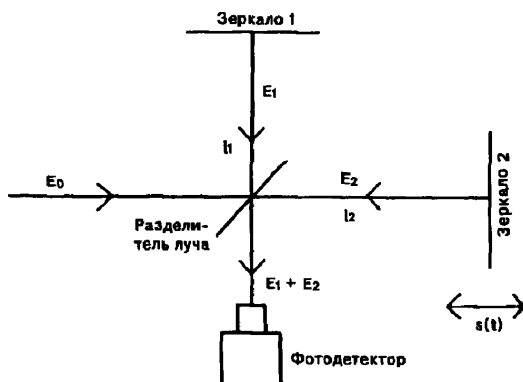 Зеркало 1
E₁
l₁
E₀
E₂
l₂
Зеркало 2
Раздели-
тель луча
E₁ + E₂
s(t)
Фотодетектор